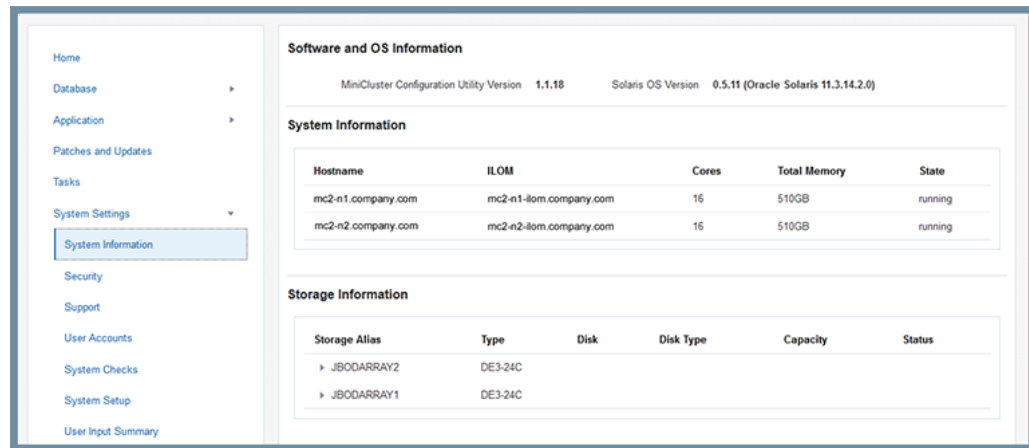 Home
Database
Application
Patches and Updates
Tasks
System Settings
System Information
Security
Support
User Accounts
System Checks
System Setup
User Input Summary
Software and OS Information
MiniCluster Configuration Utility Version 1.1.18 Solaris OS Version 0.5.11 (Oracle Solaris 11.3.14.2.0)
System Information
Hostname ILOM Cores Total Memory State
mc2-n1.company.com mc2-n1-ilom.company.com 16 510GB running
mc2-n2.company.com mc2-n2-ilom.company.com 16 510GB running
Storage Information
Storage Alias Type Disk Disk Type Capacity Status
JBODARRAY2 DE3-24C
JBODARRAY1 DE3-24C